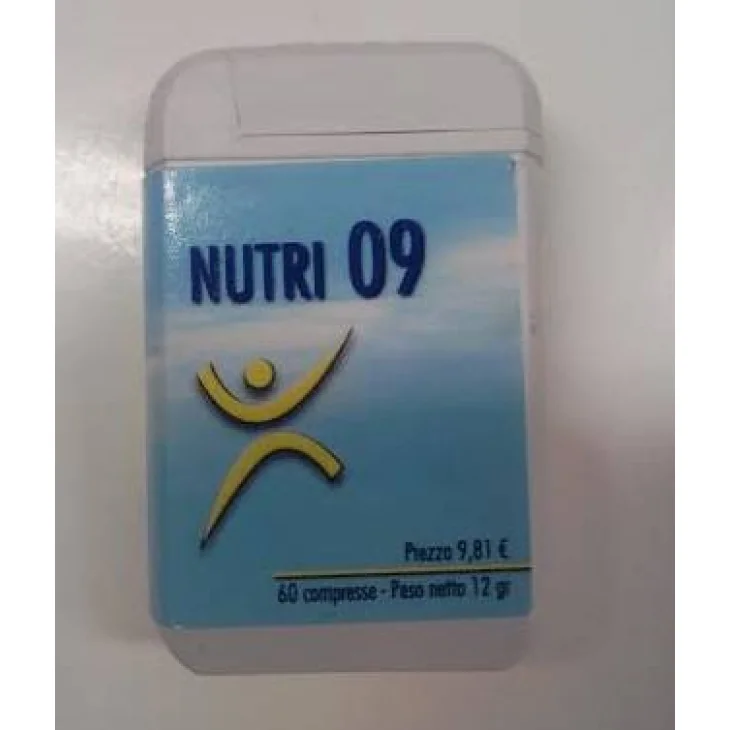 NUTRI 09
Prezzo 9,81 €
60 compresse - Peso netto 12 gr